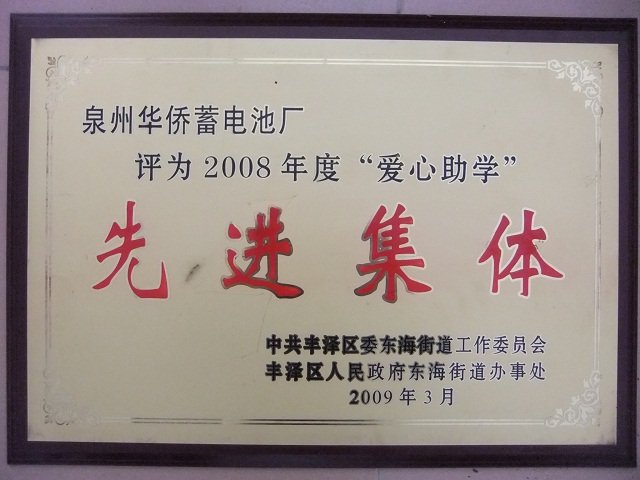 泉州华侨蓄电池厂
评为2008年度“爱心助学”
先进集体
中共丰泽区委东海街道工作委员会
丰泽区人民政府东海街道办事处
2009年3月